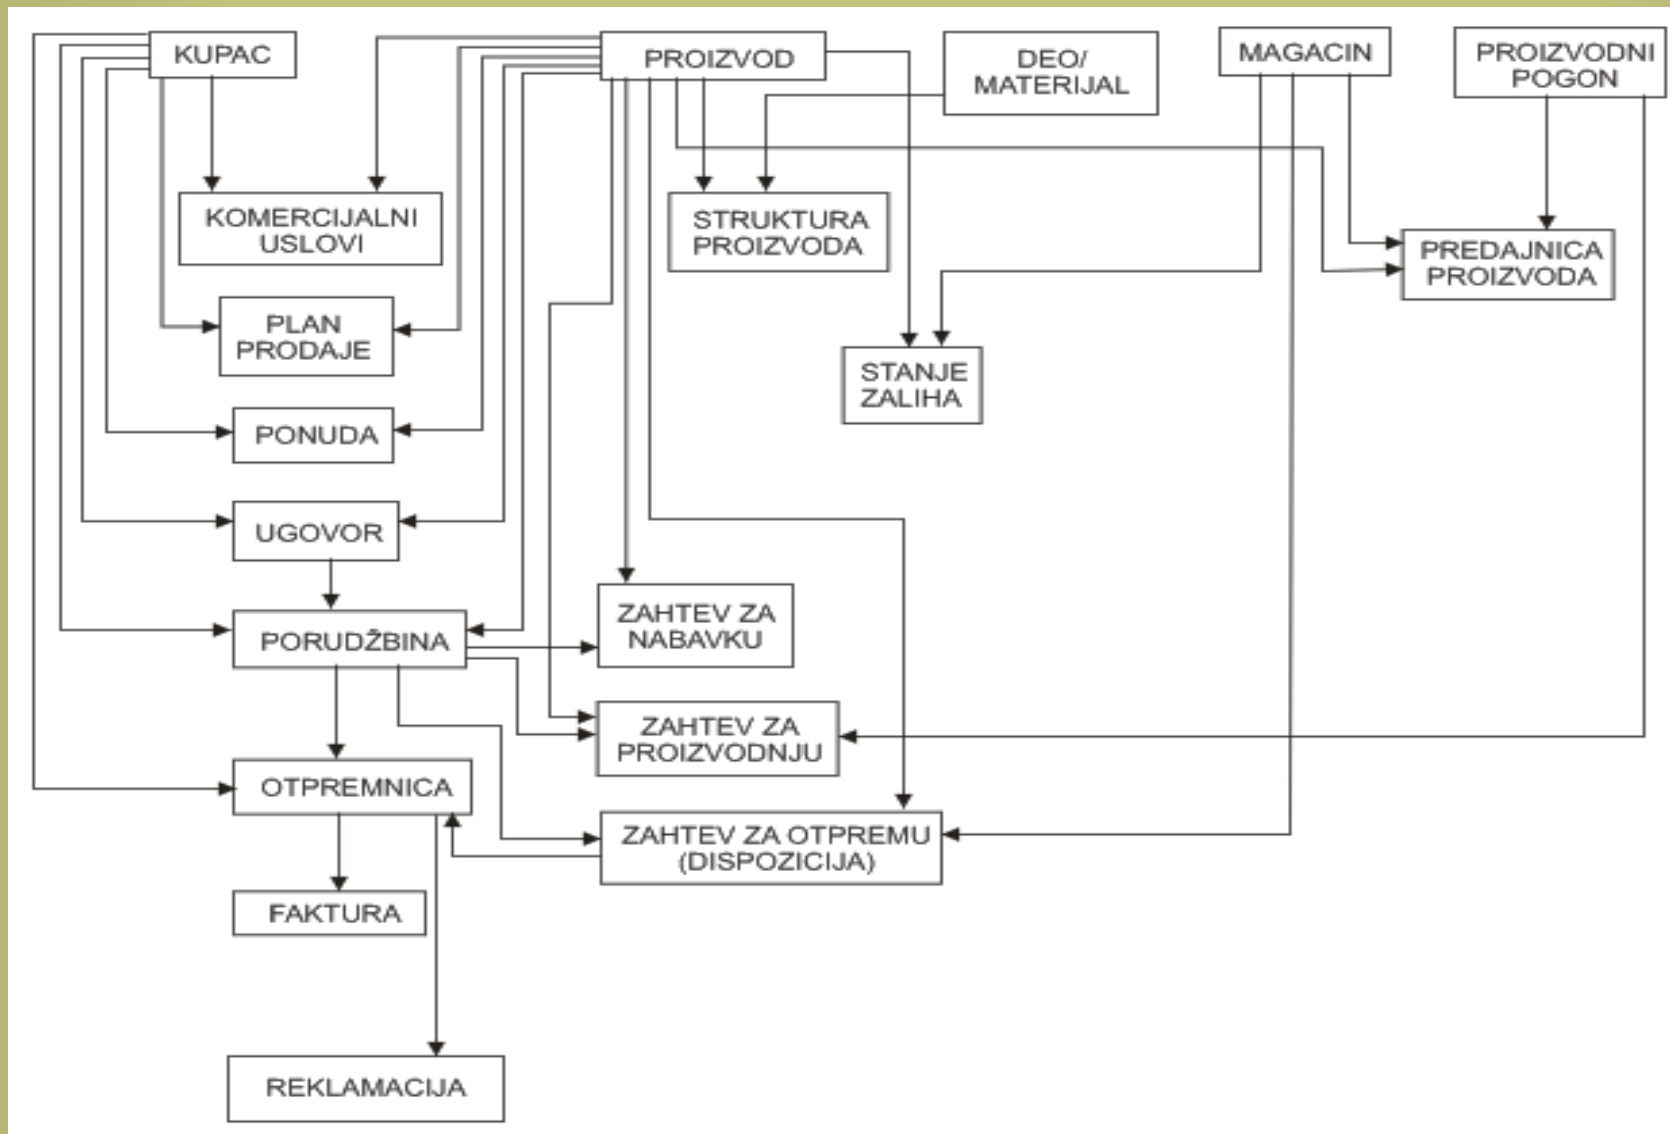 KUPAC
PROIZVOD
DEO/
MATERIJAL
MAGACIN
PROIZVODNI
POGON
KOMERCIJALNI
USLOVI
STRUKTURA
PROIZVODA
PREDAJNICA
PROIZVODA
PLAN
PRODAJE
STANJE
ZALIHA
PONUDA
UGOVOR
PORUDŽBINA
ZAHTEV ZA
NABAVKU
ZAHTEV ZA
PROIZVODNJU
OTPREMNICA
ZAHTEV ZA OTPREMU
(DISPOZICIJA)
FAKTURA
REKLAMACIJA